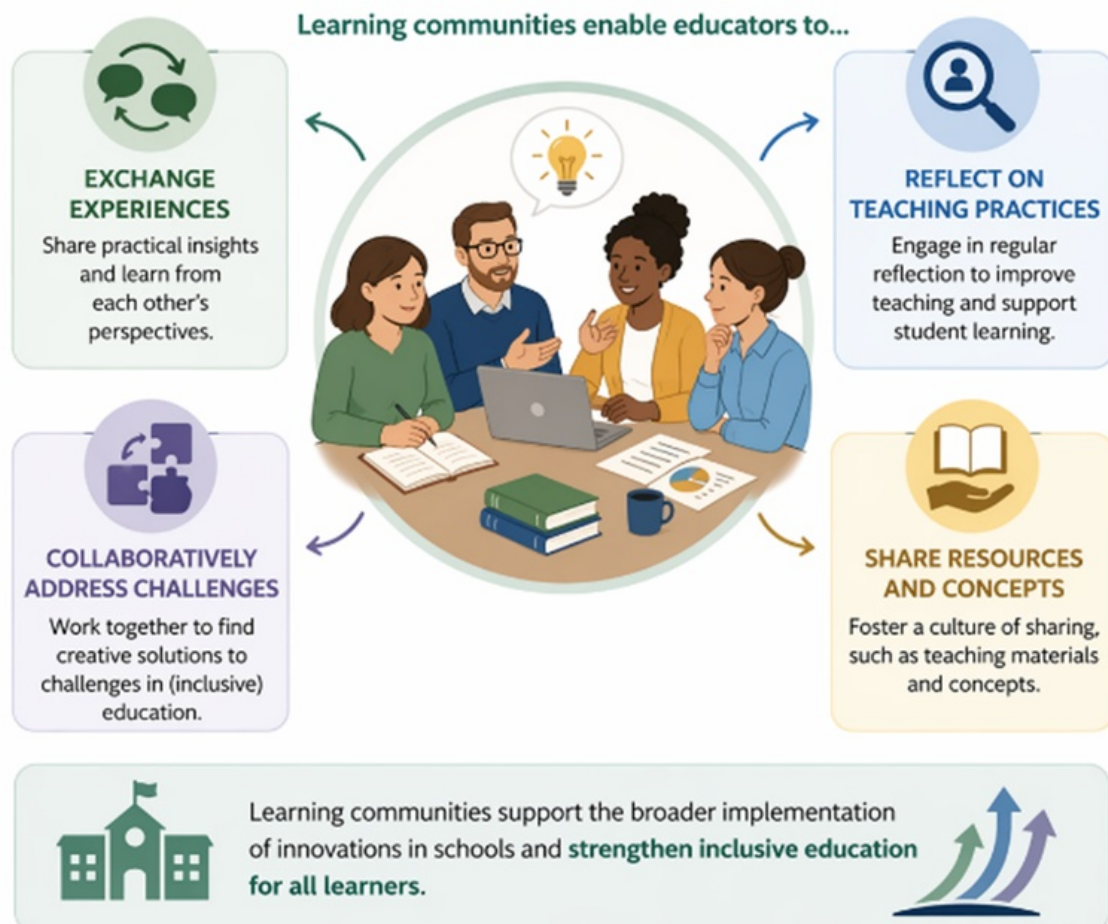 Learning communities enable educators to...
EXCHANGE
EXPERIENCES
Share practical insights
and learn from
each other's
perspectives.
REFLECT ON
TEACHING PRACTICES
Engage in regular
reflection to improve
teaching and support
student learning.
COLLABORATIVELY
ADDRESS CHALLENGES
Work together to find
creative solutions to
challenges in (inclusive)
education.
SHARE RESOURCES
AND CONCEPTS
Foster a culture of sharing,
such as teaching materials
and concepts.
Learning communities support the broader implementation
of innovations in schools and strengthen inclusive education
for all learners.